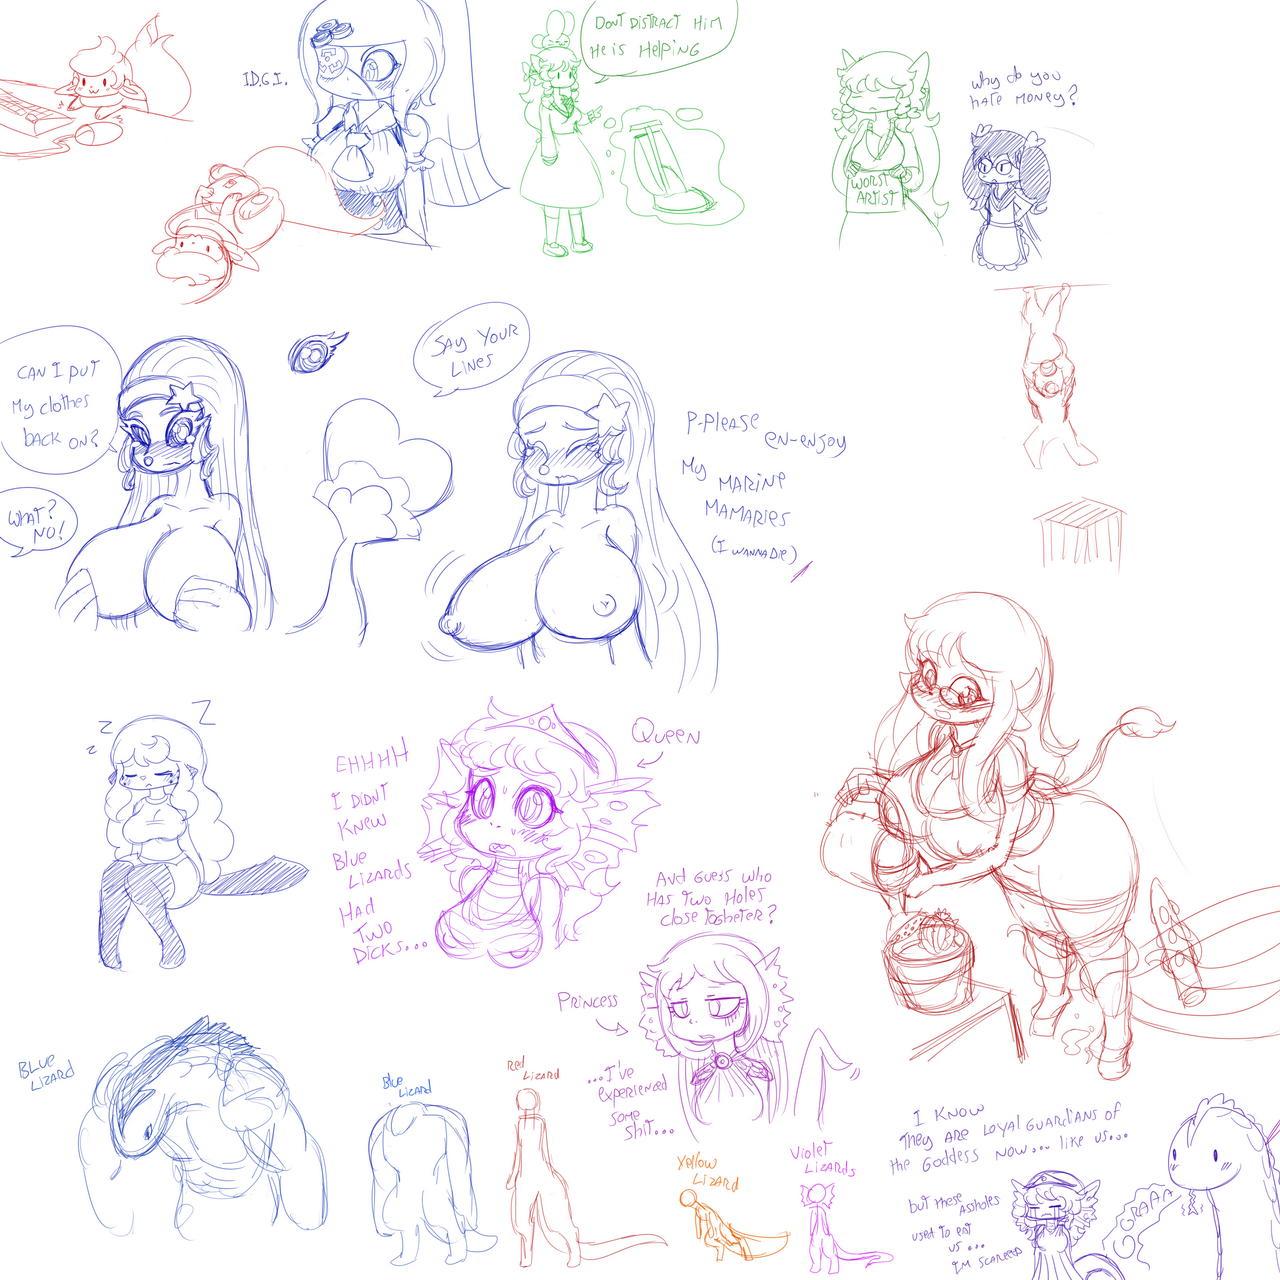 I.D.G.I.
DON'T DISTRACT HIM
He is HELPING
WORST
ARTIST
Why do you
hate money?
CAN I PUT
My clothes
back on?
WHAT?
NO!
SAY YOUR
LINES
P-Please
en-enjoy
My MARINE
MAMARIES
(I WANNA DIE)
Z
Z
Z
EHHHH
I DIDNT
KNEW
BLUE
LIZARDS
HAD
TWO
DICKS...
QUEEN
AND GUESS WHO
HAS TWO HOLES
CLOSE TOGHETER?
PRINCESS
...I've
experienced
some
shit...
BLUE
LIZARD
Blue
LIZARD
Red
LIZARD
Yellow
LIZARD
VIOLET
LIZARDS
I KNOW
They are LOYAL GUARDIANS of
the GODDESS NOW... like us...
but these
ASSHOLES
used to eat
us...
I'M SCAREED
GRAAA